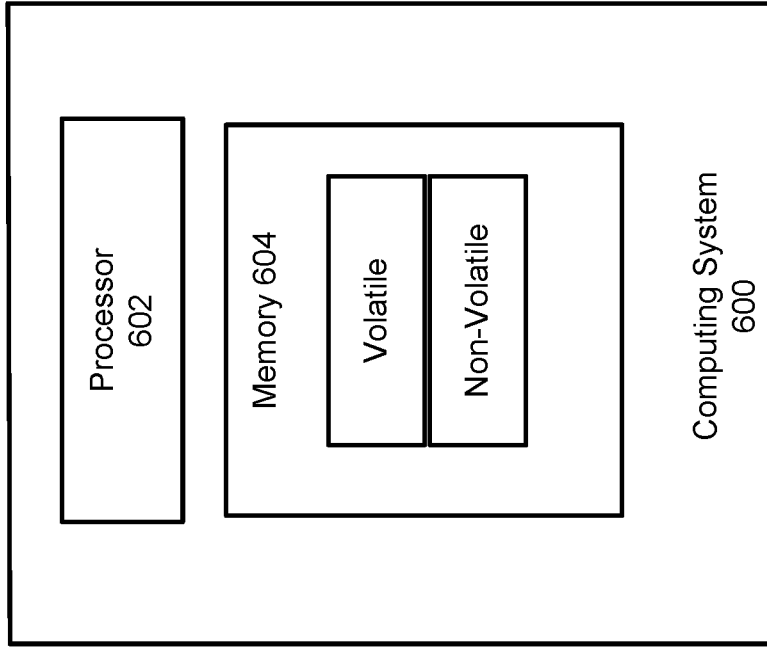 Processor
602
Memory 604
Volatile
Non-Volatile
Computing System
600